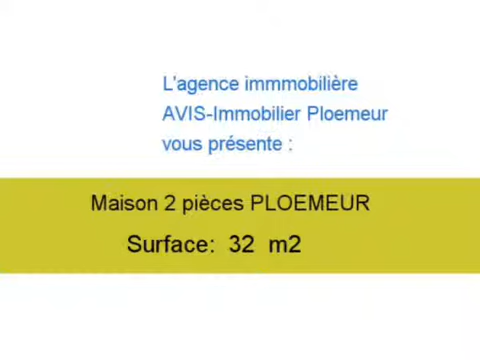 L'agence immmobilière
AVIS-Immobilier Ploemeur
vous présente :
Maison 2 pièces PLOEMEUR
Surface: 32 m2